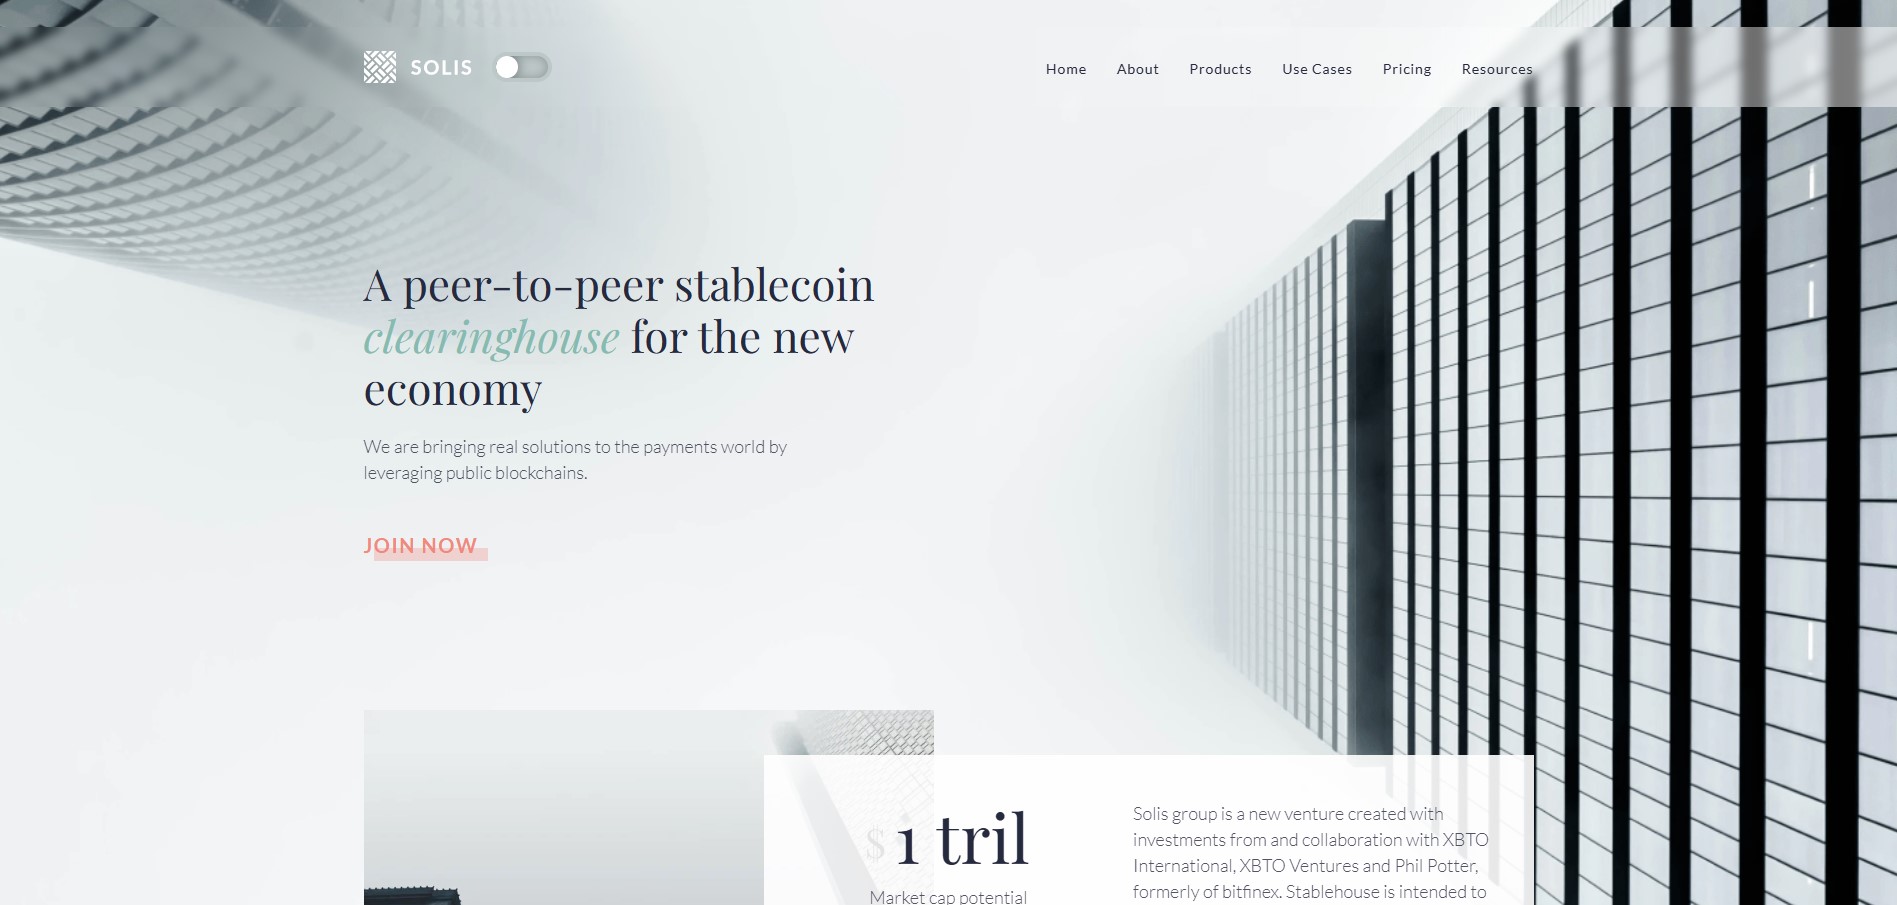 SOLIS
Home About Products Use Cases Pricing Resources
A peer-to-peer stablecoin
clearinghouse for the new
economy
We are bringing real solutions to the payments world by
leveraging public blockchains.
JOIN NOW
$ 1 tril
Market cap potential
Solis group is a new venture created with
investments from and collaboration with XBTO
International, XBTO Ventures and Phil Potter,
formerly of bitfinex. Stablehouse is intended to